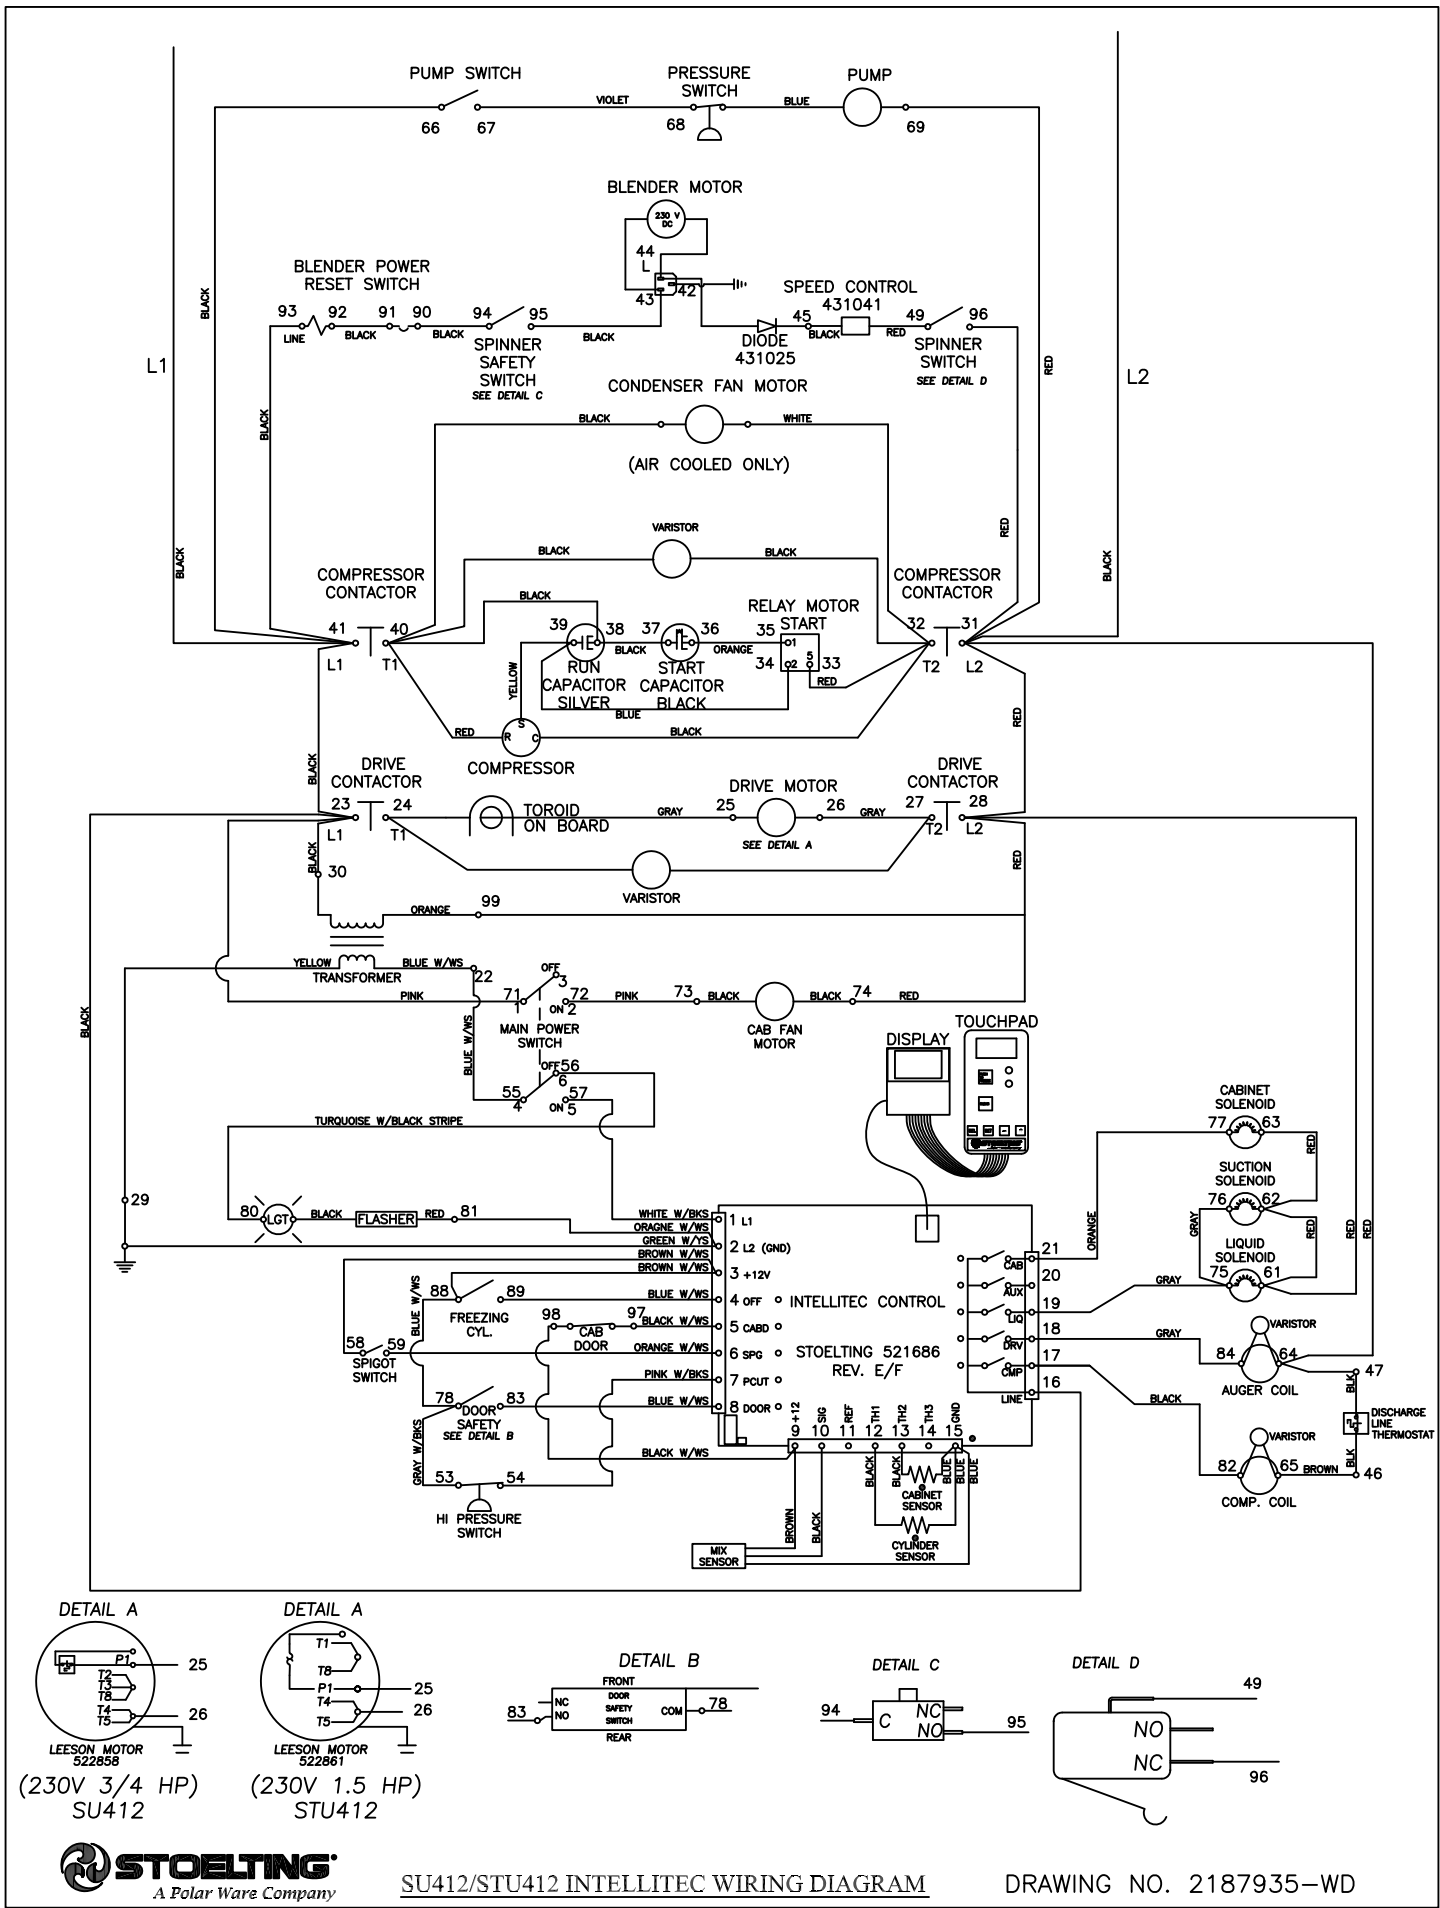 PUMP SWITCH
PRESSURE
SWITCH
PUMP
VIOLET
BLUE
66
67
68
69
BLENDER MOTOR
230 V
DC
44
L
43
42
BLENDER POWER
RESET SWITCH
93
92
91
90
94
95
LINE
BLACK
BLACK
BLACK
SPINNER
SAFETY
SWITCH
SEE DETAIL C
SPEED CONTROL
431041
45
49
96
BLACK
RED
DIODE
431025
SPINNER
SWITCH
SEE DETAIL D
BLACK
L1
RED
L2
CONDENSER FAN MOTOR
BLACK
WHITE
(AIR COOLED ONLY)
BLACK
RED
BLACK
BLACK
VARISTOR
BLACK
BLACK
COMPRESSOR
CONTACTOR
COMPRESSOR
CONTACTOR
BLACK
RELAY MOTOR
START
41
40
39
38
37
36
35
1
32
31
BLACK
ORANGE
34
2
5
33
L1
T1
T2
L2
RUN
CAPACITOR
SILVER
START
CAPACITOR
BLACK
RED
YELLOW
BLUE
RED
S
R
C
BLACK
COMPRESSOR
RED
BLACK
DRIVE
CONTACTOR
DRIVE MOTOR
DRIVE
CONTACTOR
23
24
TOROID
ON BOARD
GRAY
25
26
GRAY
27
28
L1
T1
SEE DETAIL A
T2
L2
BLACK
30
RED
VARISTOR
ORANGE
99
YELLOW
TRANSFORMER
BLUE W/WS
22
OFF
3
PINK
71
1
72
ON 2
PINK
73
BLACK
BLACK
74
RED
MAIN POWER
SWITCH
CAB FAN
MOTOR
BLACK
BLUE W/WS
OFF
56
6
55
4
57
ON 5
TURQUOISE W/BLACK STRIPE
DISPLAY
TOUCHPAD
CABINET
SOLENOID
77
63
RED
SUCTION
SOLENOID
76
62
GRAY
RED
RED
RED
LIQUID
SOLENOID
75
61
ORANGE
29
80
LGT
BLACK
FLASHER
RED
81
WHITE W/BKS
ORAGNE W/WS
GREEN W/YS
BROWN W/WS
BROWN W/WS
1 L1
2 L2 (GND)
3 +12V
4 OFF
5 CABD
6 SPG
7 PCUT
8 DOOR
INTELLITEC CONTROL
STOELTING 521686
REV. E/F
CAB
21
AUX
20
LIQ
19
DRV
18
CMP
17
LINE
16
GRAY
GRAY
BLACK
BLUE W/WS
88
89
BLUE W/WS
FREEZING
CYL.
98
97
BLACK W/WS
CAB
DOOR
58
59
ORANGE W/WS
SPIGOT
SWITCH
PINK W/BKS
78
83
BLUE W/WS
DOOR
SAFETY
SEE DETAIL B
GRAY W/BKS
BLACK W/WS
53
54
HI PRESSURE
SWITCH
+12
SIG
REF
TH1
TH2
TH3
GND
9
10
11
12
13
14
15
BLACK
BLACK
BLUE
BLUE
BLUE
CABINET
SENSOR
BROWN
BLACK
CYLINDER
SENSOR
MIX
SENSOR
VARISTOR
84
64
AUGER COIL
47
BLK
DISCHARGE
LINE
THERMOSTAT
BLK
VARISTOR
82
65
BROWN
46
COMP. COIL
DETAIL A
P1
25
T2
T3
T8
T4
T5
26
LEESON MOTOR
522858
(230V 3/4 HP)
SU412
DETAIL A
T1
T8
P1
25
T4
T5
26
LEESON MOTOR
522861
(230V 1.5 HP)
STU412
DETAIL B
FRONT
NC
NO
DOOR
SAFETY
SWITCH
COM
78
83
REAR
DETAIL C
94
C
NC
NO
95
DETAIL D
49
NO
NC
96
STOELTING
A Polar Ware Company
SU412/STU412 INTELLITEC WIRING DIAGRAM
DRAWING NO. 2187935-WD